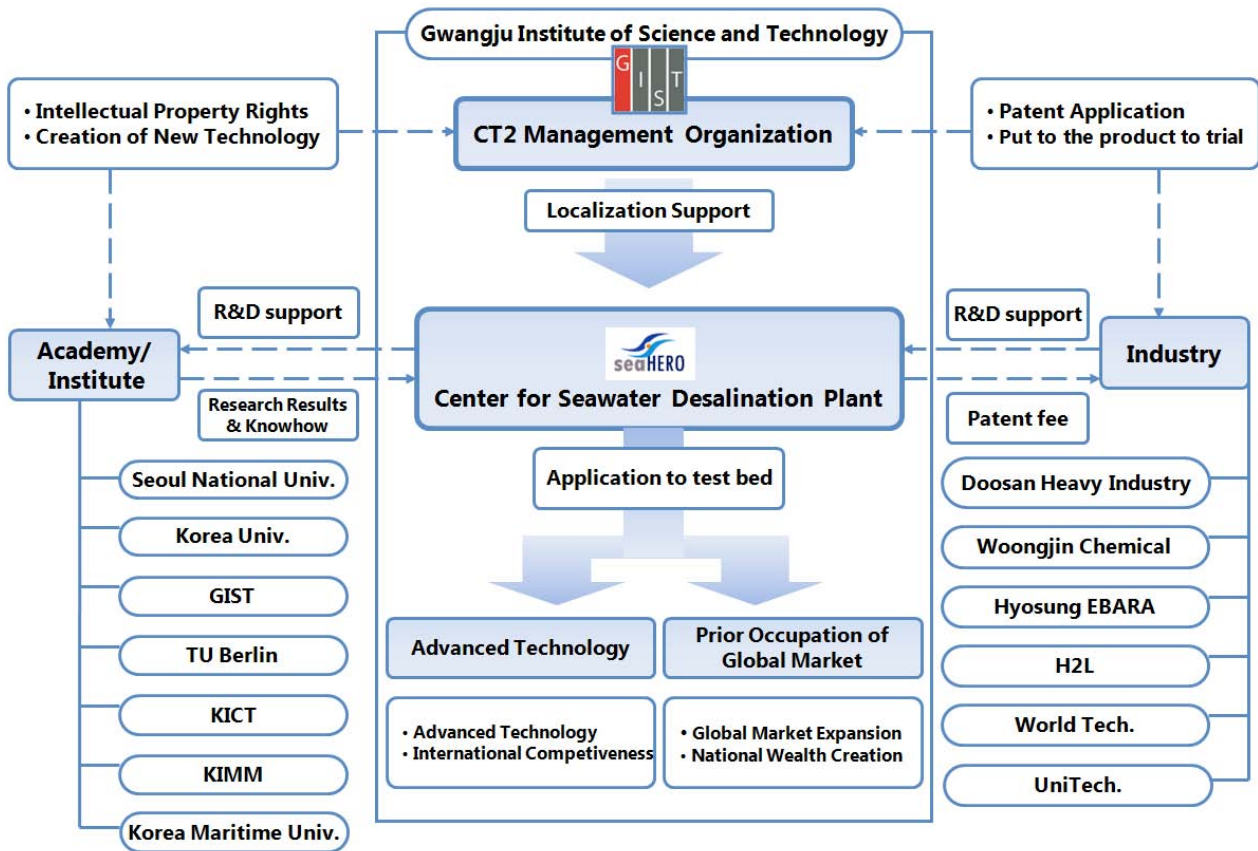 Gwangju Institute of Science and Technology
GIST
• Intellectual Property Rights
• Creation of New Technology
CT2 Management Organization
• Patent Application
• Put to the product to trial
Localization Support
R&D support
R&D support
Academy/
Institute
seaHERO
Center for Seawater Desalination Plant
Industry
Research Results
& Knowhow
Patent fee
Application to test bed
Seoul National Univ.
Korea Univ.
GIST
TU Berlin
KICT
KIMM
Korea Maritime Univ.
Doosan Heavy Industry
Woongjin Chemical
Hyosung EBARA
H2L
World Tech.
UniTech.
Advanced Technology
Prior Occupation of
Global Market
• Advanced Technology
• International Competiveness
• Global Market Expansion
• National Wealth Creation